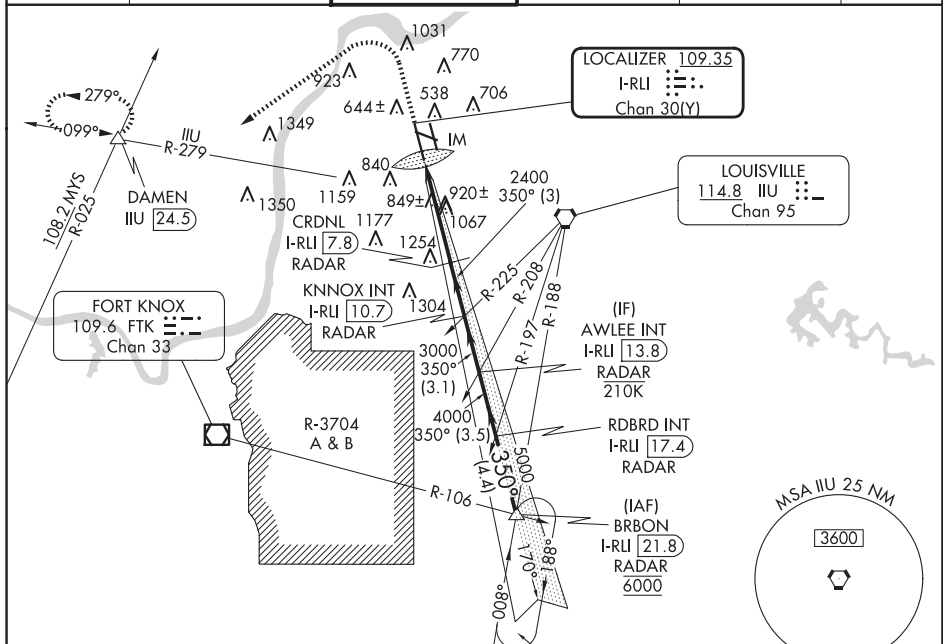 1031
770
923
644±
538
706
LOCALIZER 109.35
I-RLI
Chan 30(Y)
279°
099°
IIU
R-279
1349
IM
840
DAMEN
IIU 24.5
108.2 MYS
R-025
1350
1159
849±
920±
1067
2400
350° (3)
LOUISVILLE
114.8 IIU
Chan 95
CRDNL
I-RLI 7.8
RADAR
1177
1254
KNNOX INT
I-RLI 10.7
RADAR
1304
R-225
R-208
R-197
R-188
FORT KNOX
109.6 FTK
Chan 33
3000
350°
(3.1)
(IF)
AWLEE INT
I-RLI 13.8
RADAR
210K
R-3704
A & B
4000
350° (3.5)
RDBRD INT
I-RLI 17.4
RADAR
5000
350°
(4.4)
R-106
(IAF)
BRBON
I-RLI 21.8
RADAR
6000
170°
188°
008°
MSA IIU 25 NM
3600